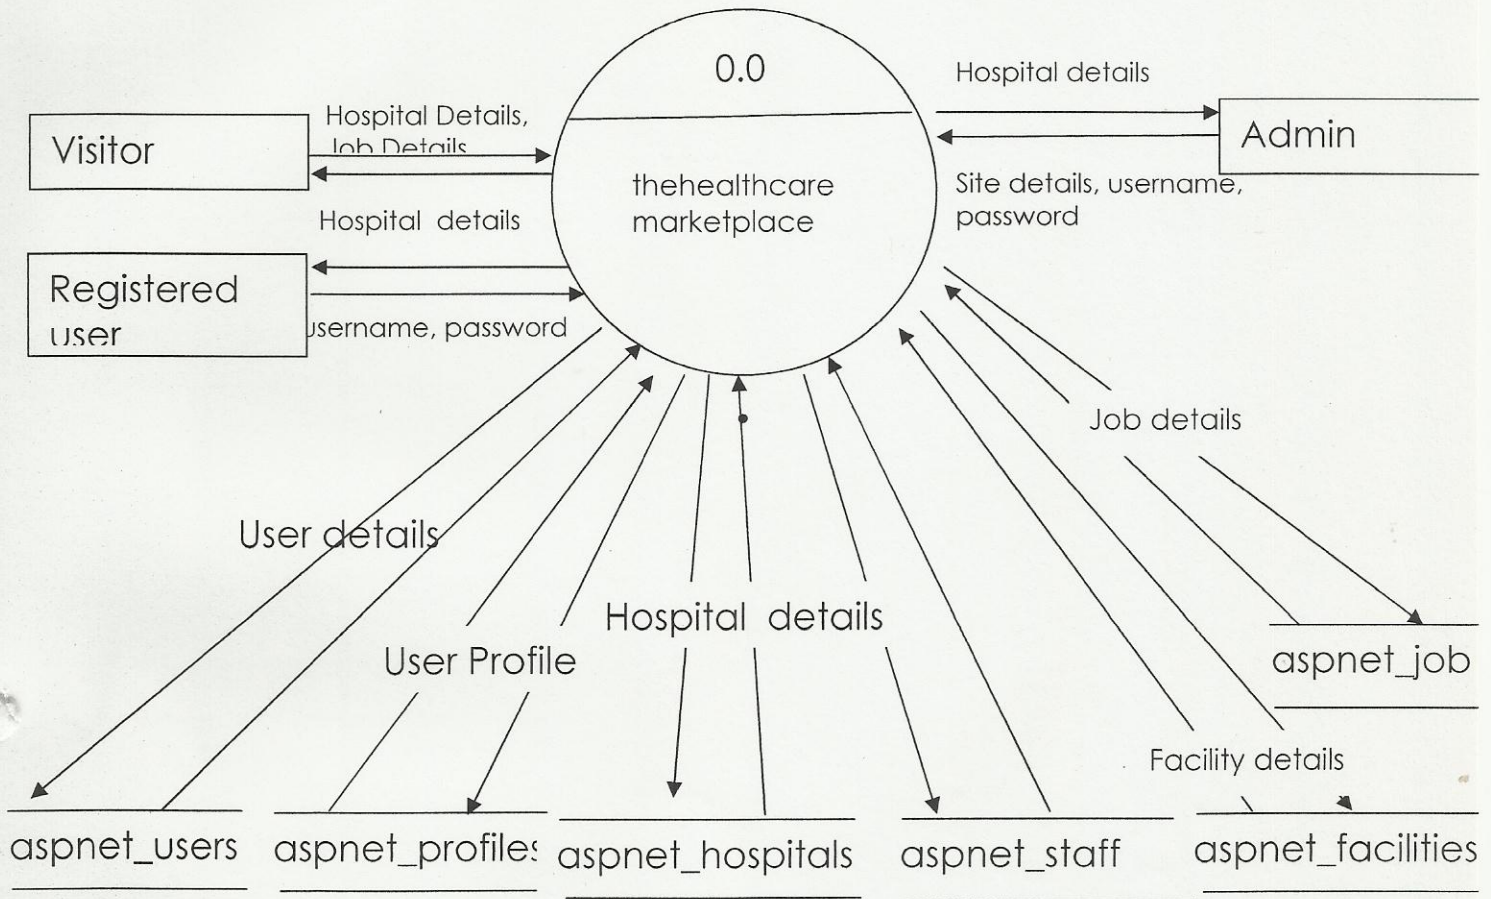 0.0
Hospital details
Hospital Details,
Job Details
Visitor
Admin
thehealthcare
marketplace
Site details, username,
password
Hospital details
Registered
user
username, password
Job details
User details
Hospital details
User Profile
aspnet_job
Facility details
aspnet_users
aspnet_profiles
aspnet_hospitals
aspnet_staff
aspnet_facilities